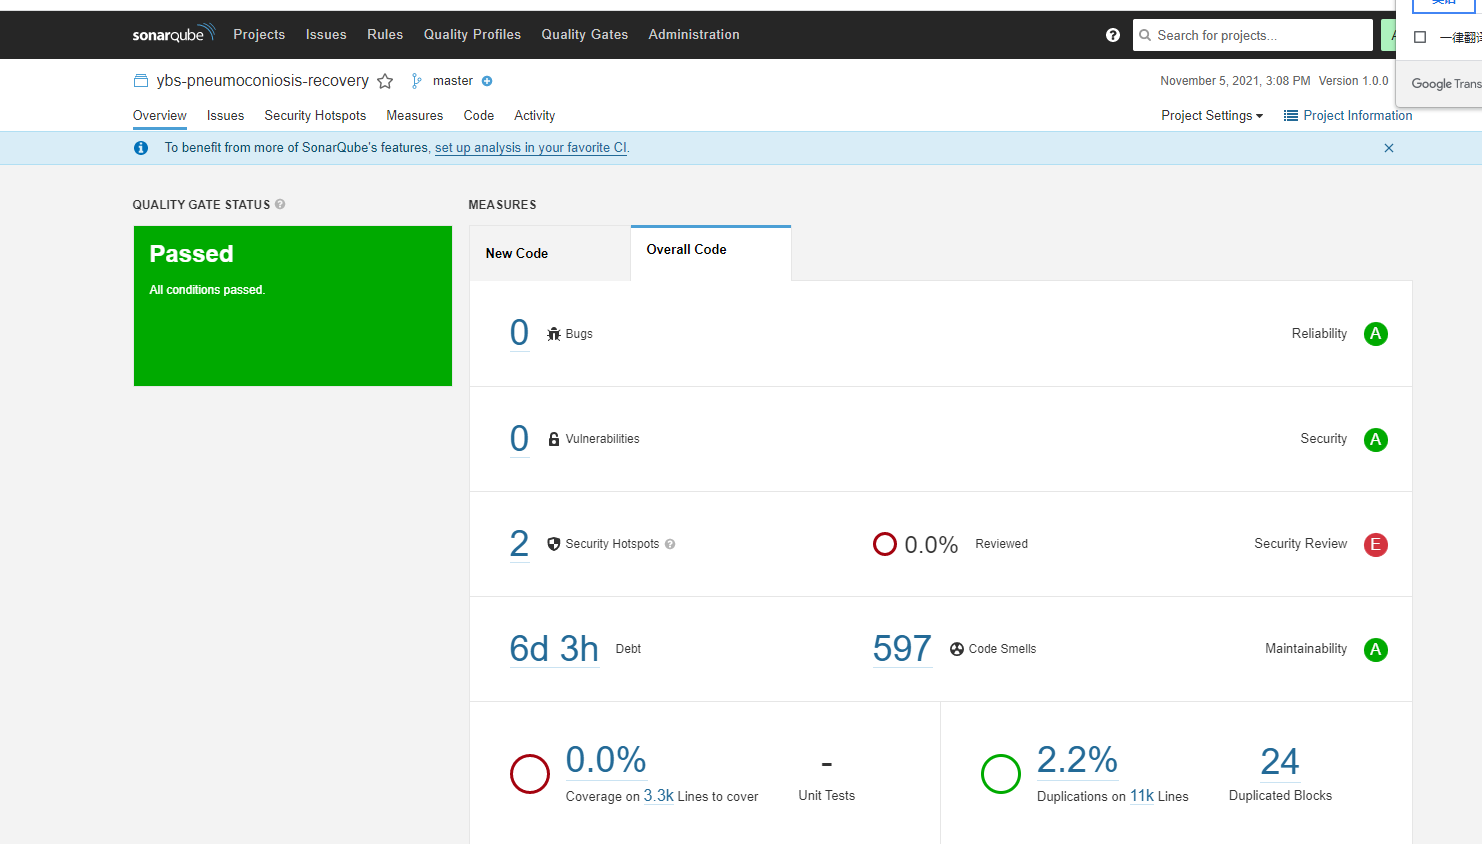 sonarqube Projects Issues Rules Quality Profiles Quality Gates Administration Search for projects... A
一律翻译
Google Trans
ybs-pneumoconiosis-recovery master November 5, 2021, 3:08 PM Version 1.0.0
Overview Issues Security Hotspots Measures Code Activity Project Settings Project Information
To benefit from more of SonarQube's features, set up analysis in your favorite CI.
QUALITY GATE STATUS MEASURES
Passed
All conditions passed.
New Code Overall Code
0 Bugs Reliability A
0 Vulnerabilities Security A
2 Security Hotspots 0.0% Reviewed Security Review E
6d 3h Debt 597 Code Smells Maintainability A
0.0% - 2.2% 24
Coverage on 3.3k Lines to cover Unit Tests Duplications on 11k Lines Duplicated Blocks